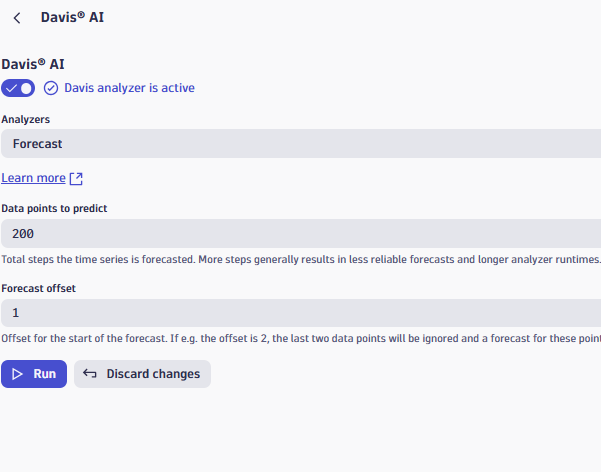 Davis® AI
Davis® AI
Davis analyzer is active
Analyzers
Forecast
Learn more
Data points to predict
200
Total steps the time series is forecasted. More steps generally results in less reliable forecasts and longer analyzer runtimes.
Forecast offset
1
Offset for the start of the forecast. If e.g. the offset is 2, the last two data points will be ignored and a forecast for these
Run
Discard changes